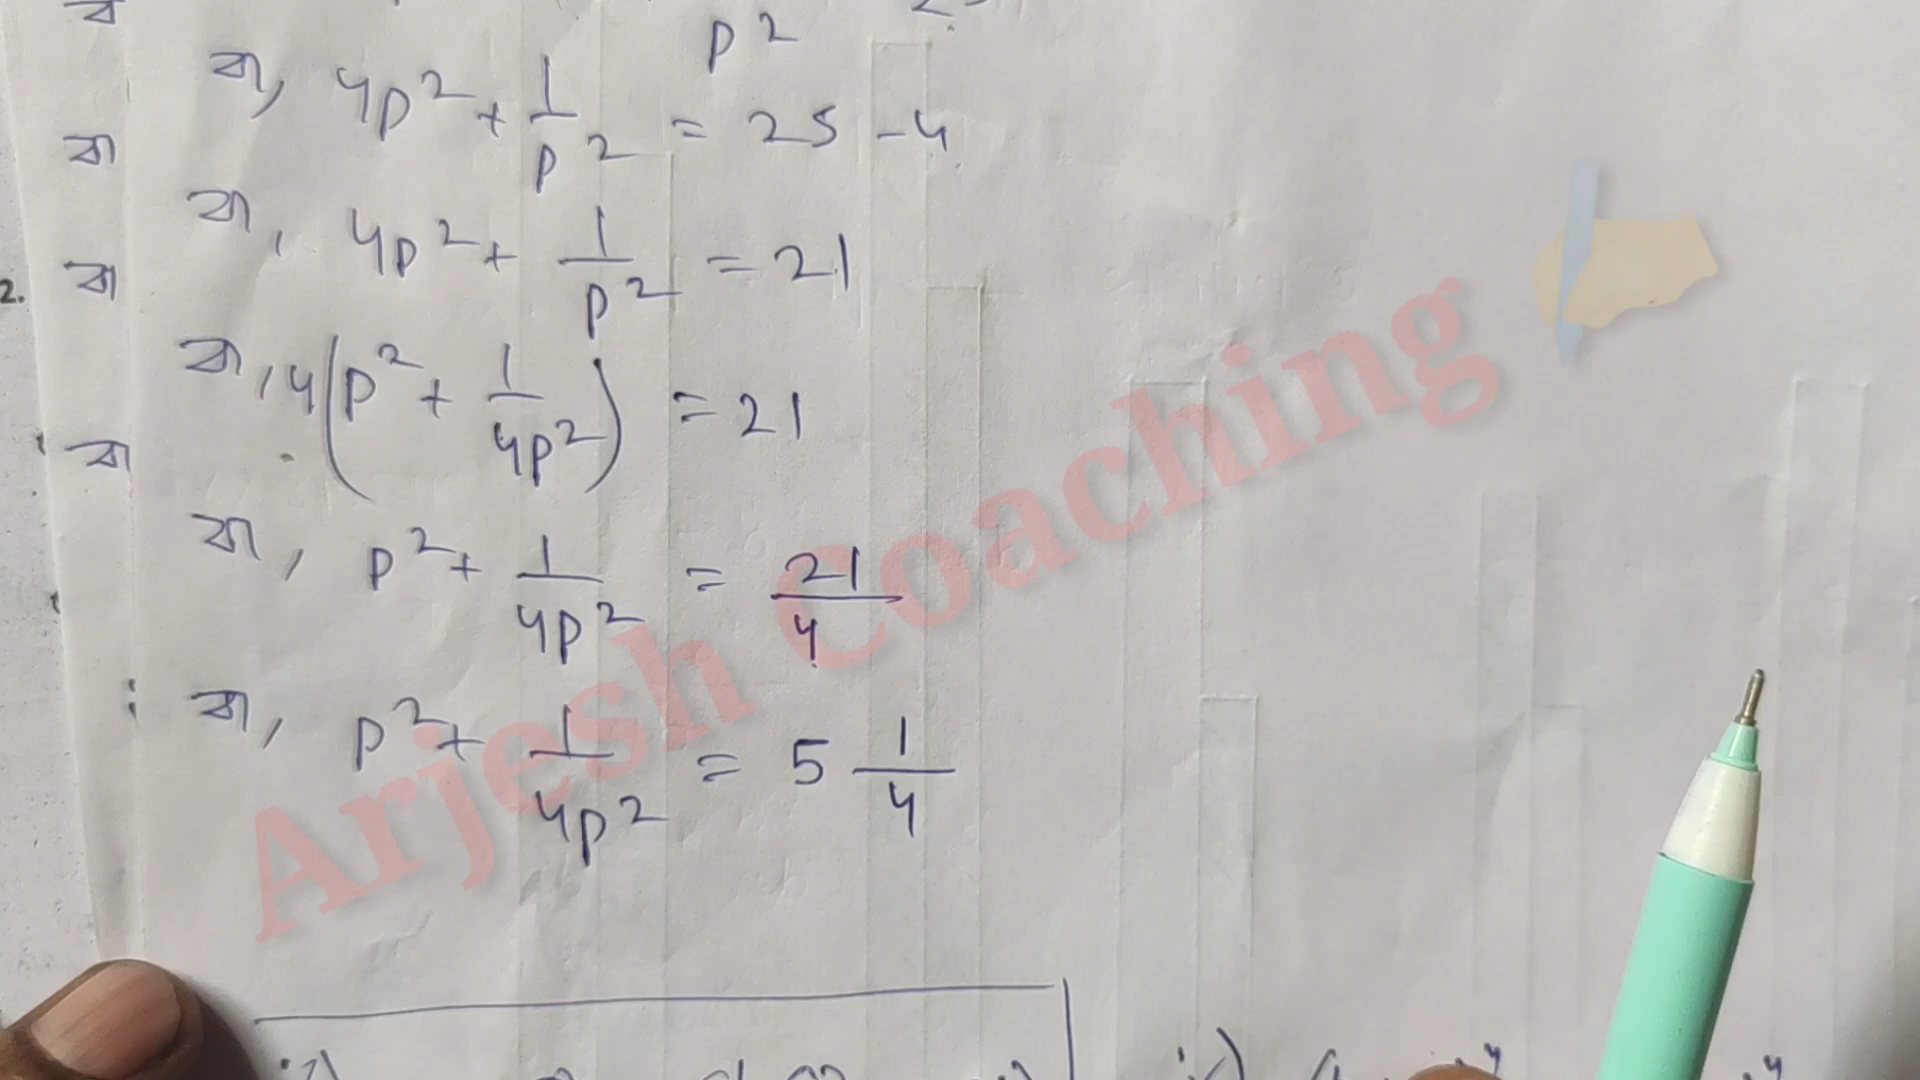 p²
বা, 4p² + 1/p² = 25 - 4
বা
বা, 4p² + 1/p² = 21
2. বা
বা, 4(p² + 1/4p²) = 21
বা
বা, p² + 1/4p² = 21/4
বা, p² + 1/4p² = 5 1/4
Arjesh Coaching